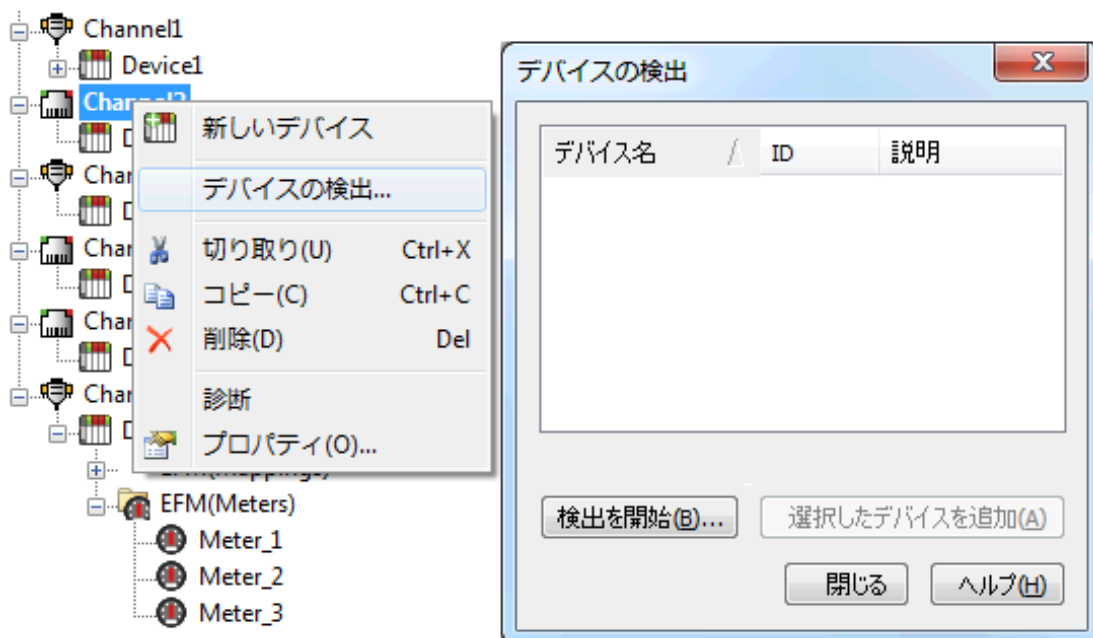 Channel1
Device1
新しいデバイス
デバイスの検出...
切り取り(U) Ctrl+X
コピー(C) Ctrl+C
削除(D) Del
診断
プロパティ(O)...
EFM(Meters)
Meter_1
Meter_2
Meter_3
デバイスの検出
デバイス名 ID 説明
検出を開始(B)... 選択したデバイスを追加(A)
閉じる ヘルプ(H)